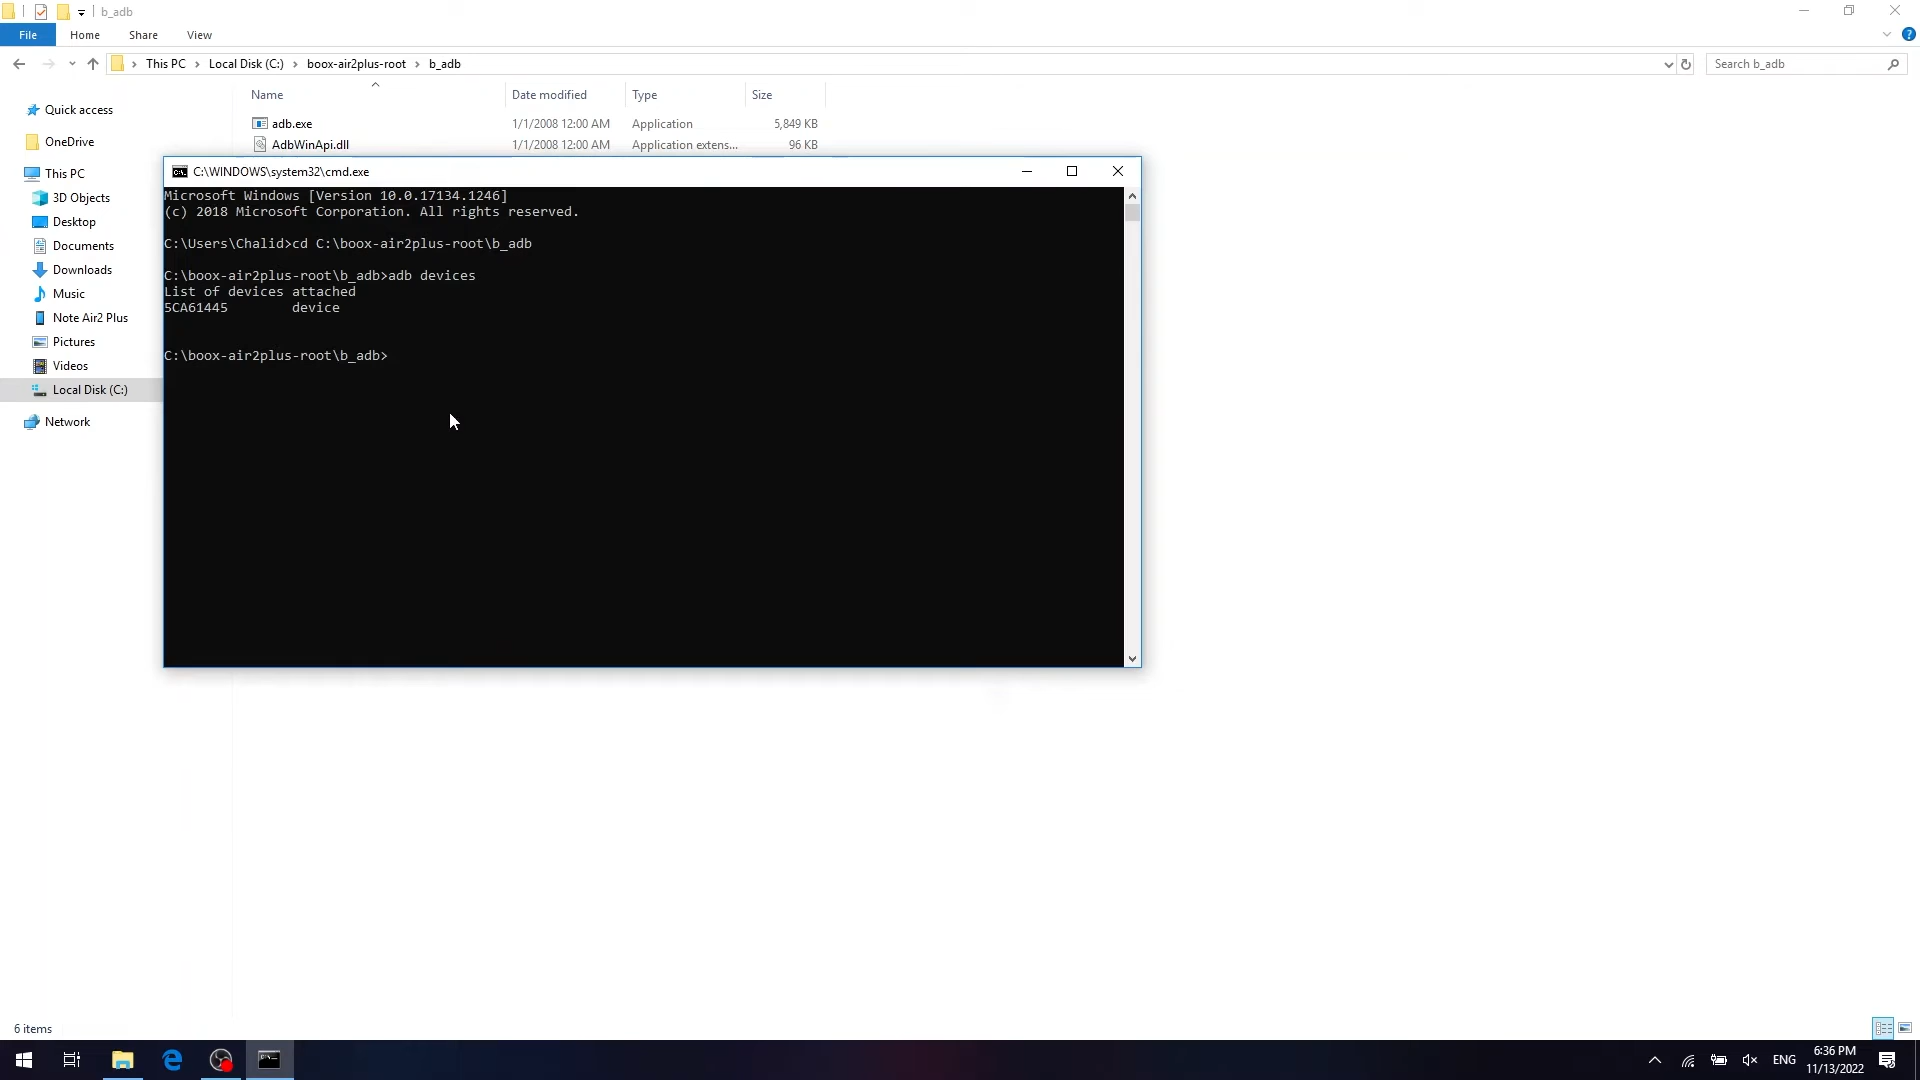 b_adb
File Home Share View
This PC Local Disk (C:) boox-air2plus-root b_adb
Search b_adb
Name Date modified Type Size
adb.exe 1/1/2008 12:00 AM Application 5,849 KB
AdbWinApi.dll 1/1/2008 12:00 AM Application extens... 96 KB
Quick access
OneDrive
This PC
3D Objects
Desktop
Documents
Downloads
Music
Note Air2 Plus
Pictures
Videos
Local Disk (C:)
Network
C:\WINDOWS\system32\cmd.exe
Microsoft Windows [Version 10.0.17134.1246]
(c) 2018 Microsoft Corporation. All rights reserved.
C:\Users\Chalid>cd C:\boox-air2plus-root\b_adb
C:\boox-air2plus-root\b_adb>adb devices
List of devices attached
5CA61445 device
C:\boox-air2plus-root\b_adb>
6 items
ENG
6:36 PM
11/13/2022